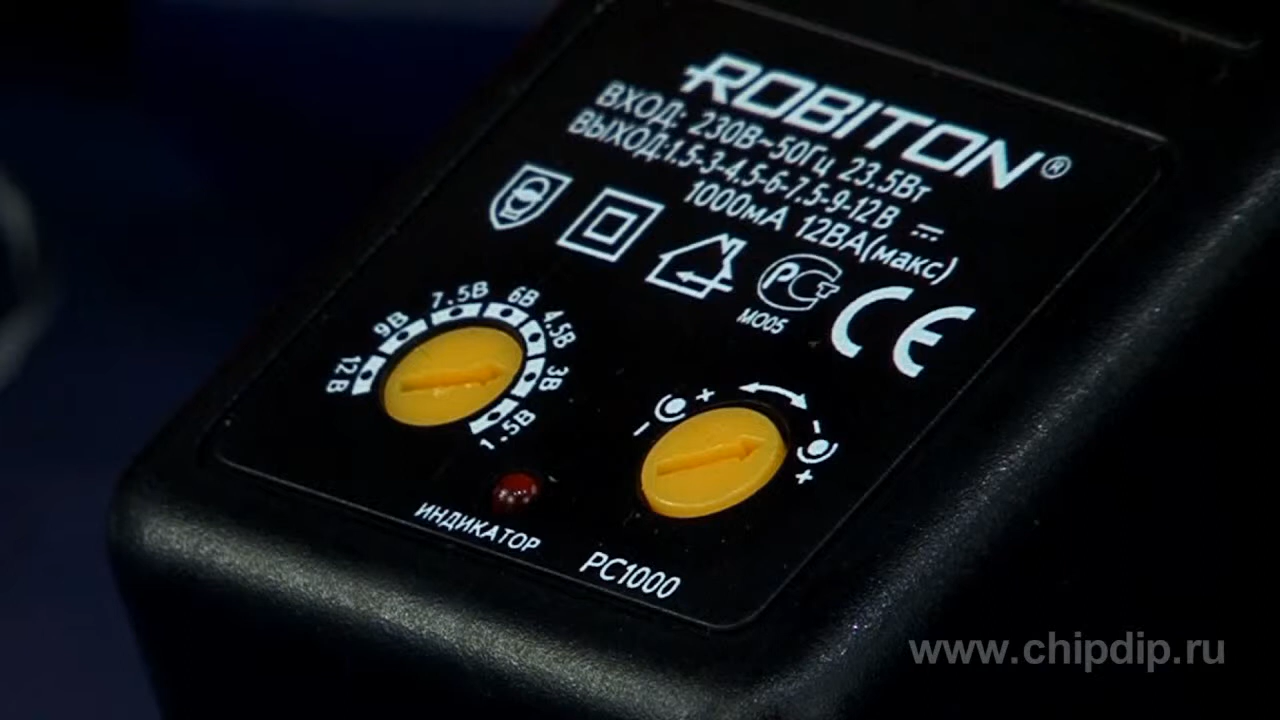 ROBITON®
ВХОД: 230В~50Гц 23.5Вт
ВЫХОД:1.5-3-4.5-6-7.5-9-12В
1000мА 12ВА(макс)
РСТ
МО05
CE
12В
9В
7.5В
6В
4.5В
3В
1.5В
+
-
-
+
ИНДИКАТОР
PC1000
www.chipdip.ru